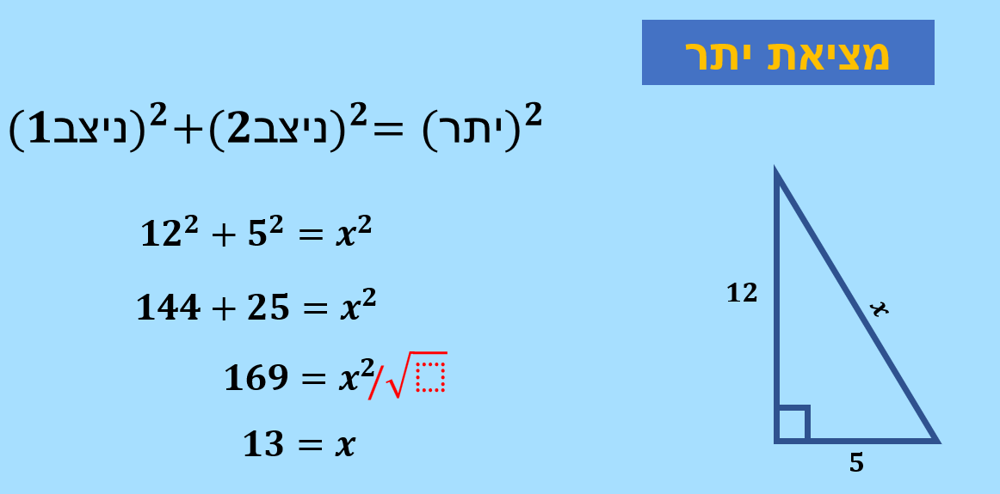 מציאת יתר
(ניצב1)² + (ניצב2)² = (יתר)²
12² + 5² = x²
144 + 25 = x²
169 = x² /√⬚
13 = x
12
x
5